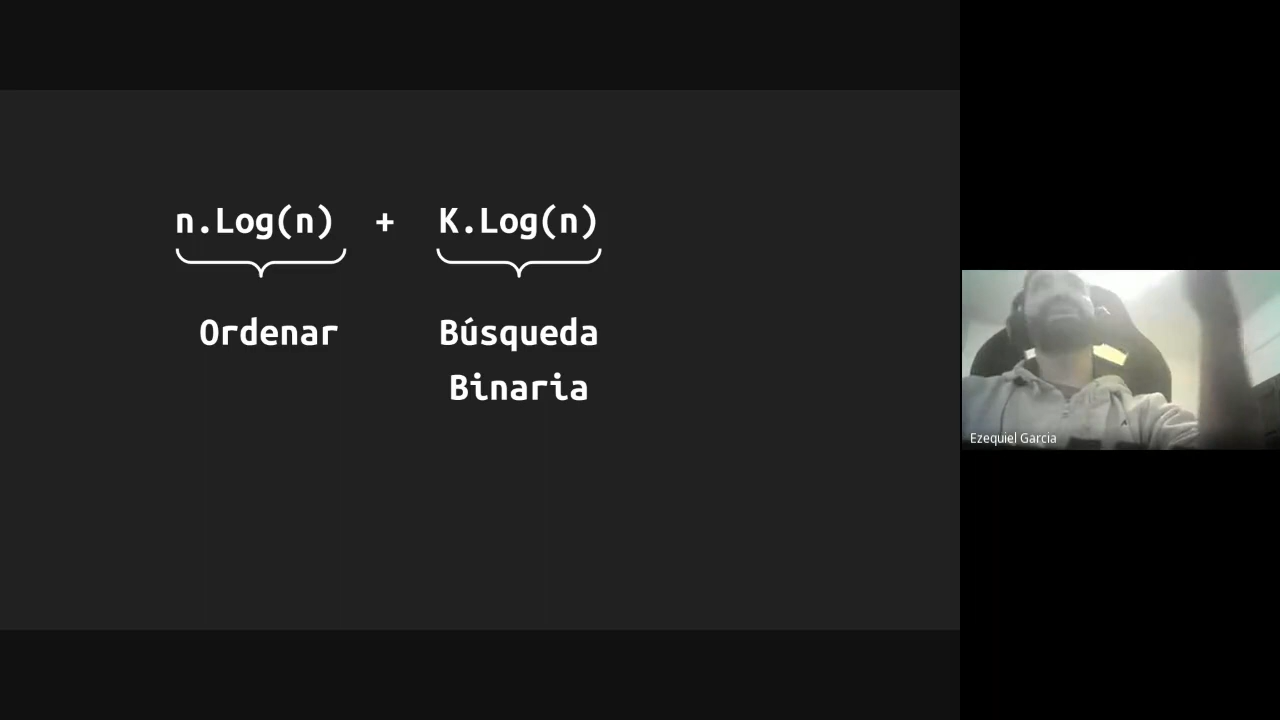 n.Log(n) + K.Log(n)
Ordenar Búsqueda
Binaria
Ezequiel Garcia